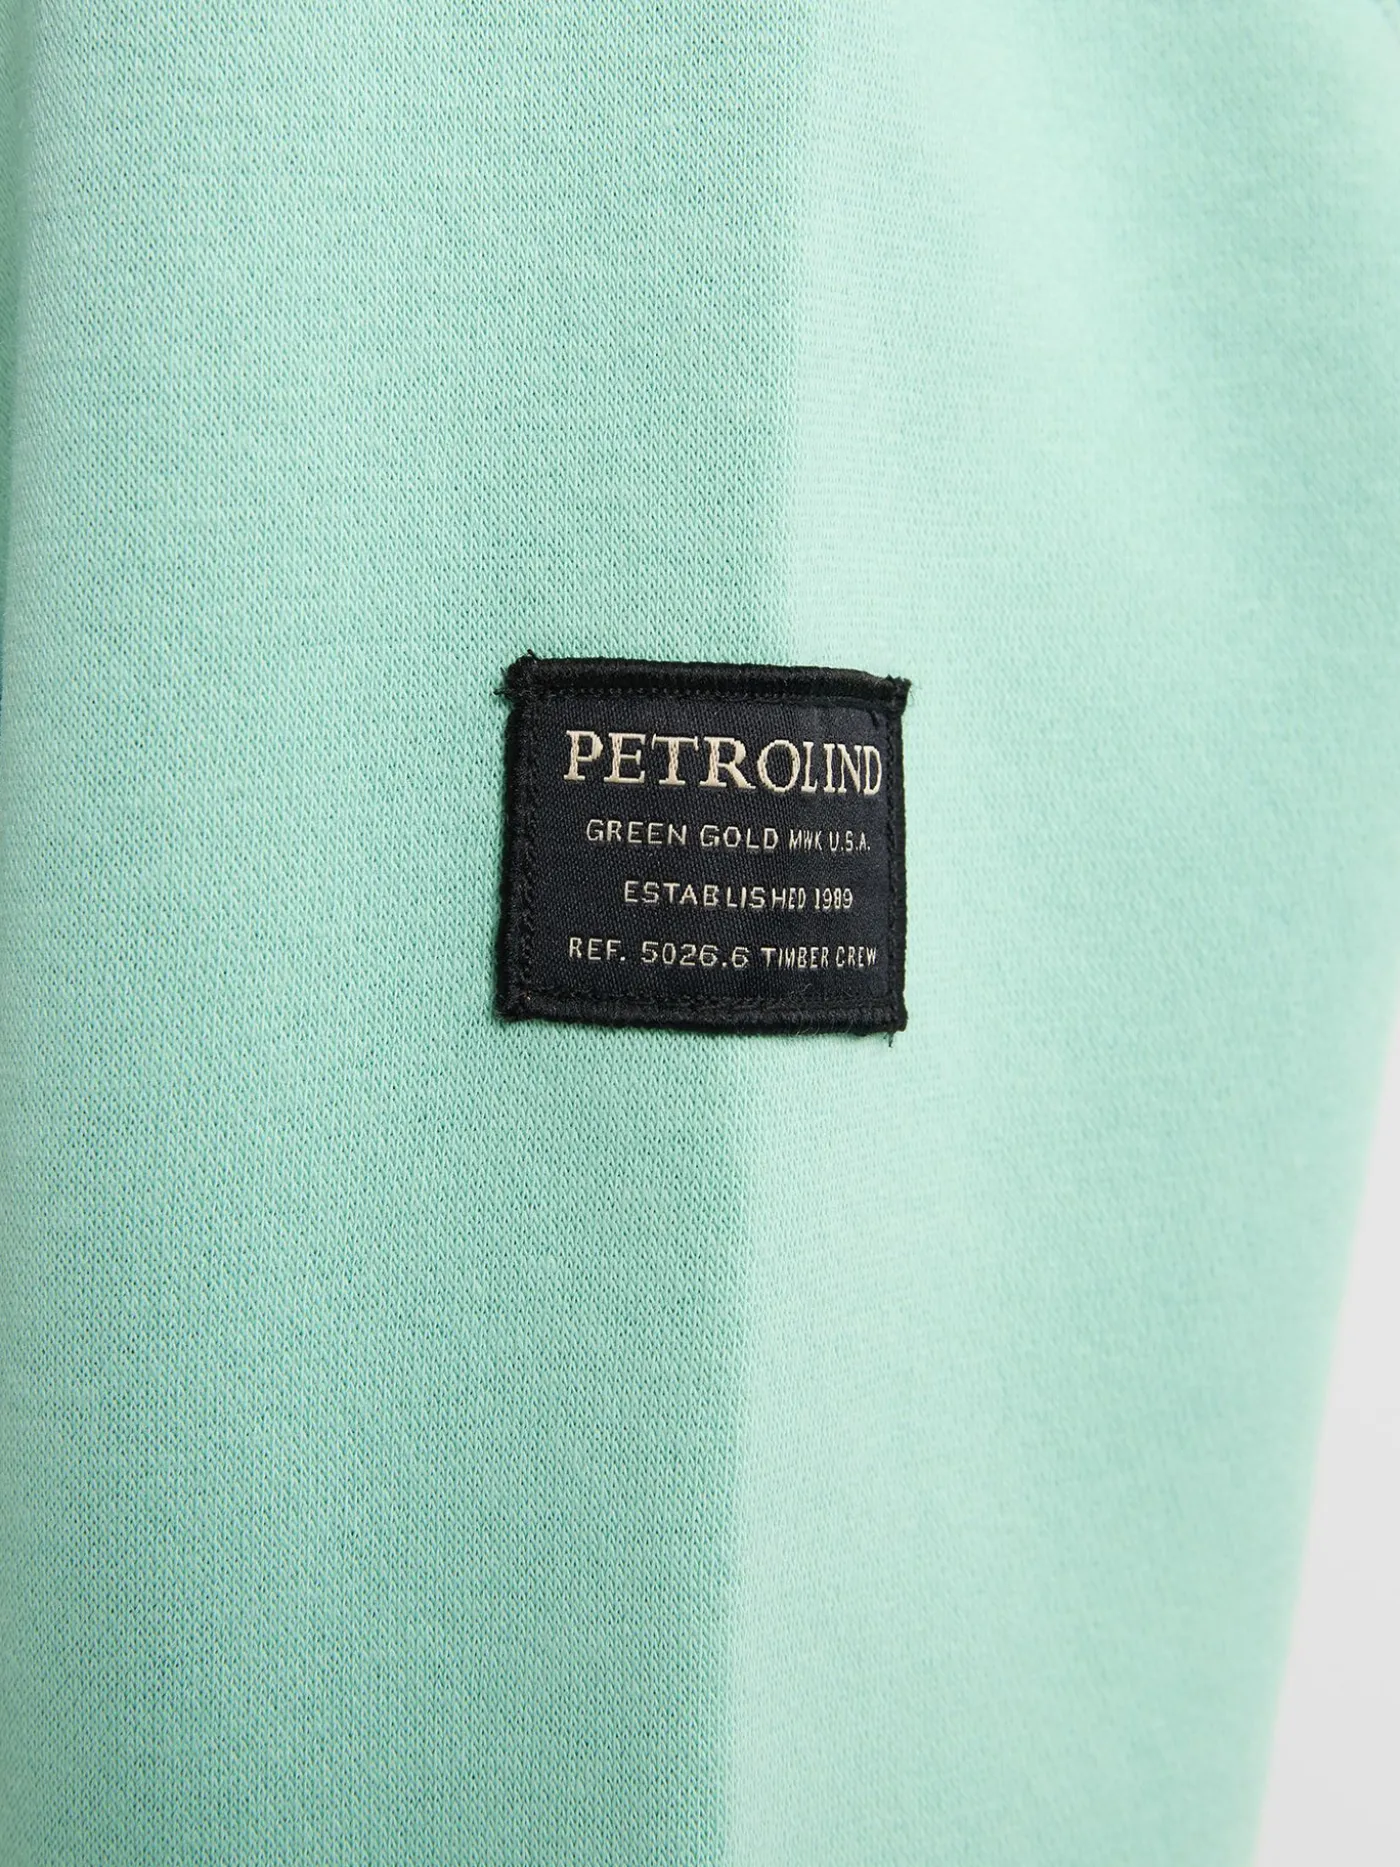 PETROLIND
GREEN GOLD MWK U.S.A.
ESTABLISHED 1989
REF. 5026.6 TIMBER CREW